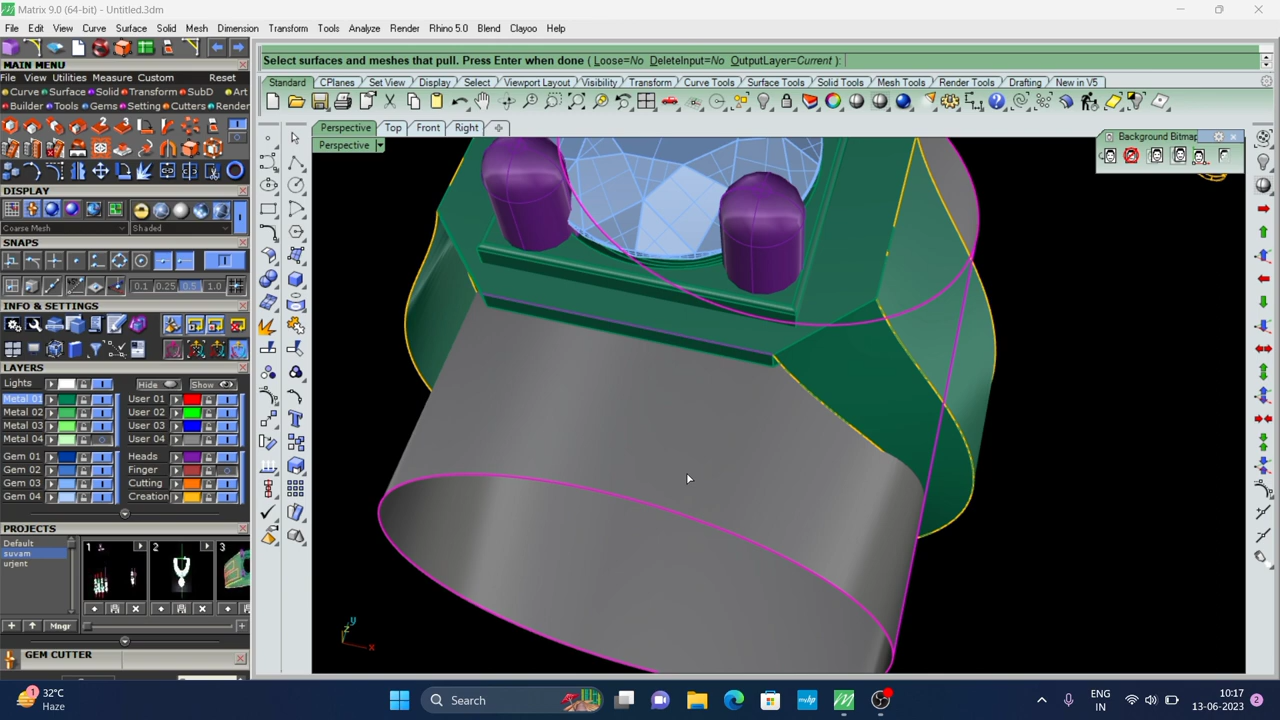 Matrix 9.0 (64-bit) - Untitled.3dm
File Edit View Curve Surface Solid Mesh Dimension Transform Tools Analyze Render Rhino 5.0 Blend Clayoo Help
MAIN MENU
File View Utilities Measure Custom Reset
Curve Surface Solid Transform SubD Art
Builder Tools Gems Setting Cutters Render
Select surfaces and meshes that pull. Press Enter when done ( Loose=No DeleteInput=No OutputLayer=Current ):
Standard CPlanes Set View Display Select Viewport Layout Visibility Transform Curve Tools Surface Tools Solid Tools Mesh Tools Render Tools Drafting New in V5
Perspective Top Front Right
Perspective
Background Bitmap
DISPLAY
Coarse Mesh Shaded
SNAPS
0.1 0.25 0.5 1.0
INFO & SETTINGS
LAYERS
Lights Hide Show
Metal 01 User 01
Metal 02 User 02
Metal 03 User 03
Metal 04 User 04
Gem 01 Heads
Gem 02 Finger
Gem 03 Cutting
Gem 04 Creation
PROJECTS
Default
suvam
urjent
1 2 3
Mngr
GEM CUTTER
z y x
32°C
Haze
1
Search
ENG
IN
10:17
13-06-2023
2